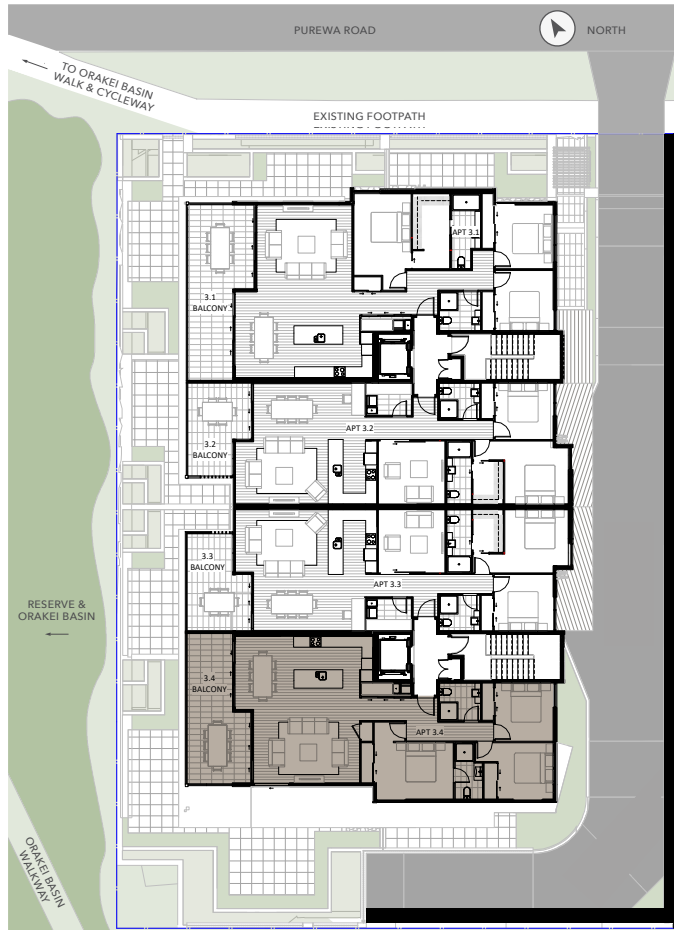 PUREWA ROAD
NORTH
TO ORAKEI BASIN
WALK & CYCLEWAY
EXISTING FOOTPATH
EXISTING FOOTPATH
APT 3.1
3.1
BALCONY
APT 3.2
3.2
BALCONY
3.3
BALCONY
APT 3.3
RESERVE &
ORAKEI BASIN
3.4
BALCONY
APT 3.4
ORAKEI BASIN
WALKWAY